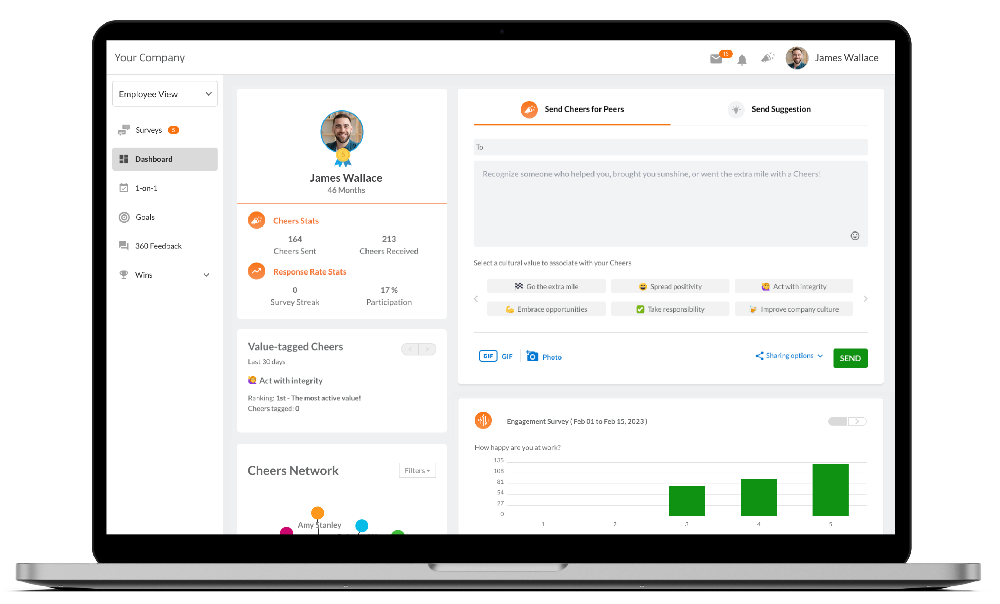 Your Company
16
James Wallace
Employee View
Surveys 5
Dashboard
1-on-1
Goals
360 Feedback
Wins
5
James Wallace
46 Months
Cheers Stats
164 213
Cheers Sent Cheers Received
Response Rate Stats
0 17 %
Survey Streak Participation
Value-tagged Cheers
Last 30 days
Act with integrity
Ranking: 1st - The most active value!
Cheers tagged: 0
Cheers Network
Filters
Amy Stanley
Send Cheers for Peers
Send Suggestion
To
Recognize someone who helped you, brought you sunshine, or went the extra mile with a Cheers!
Select a cultural value to associate with your Cheers
Go the extra mile Spread positivity Act with integrity
Embrace opportunities Take responsibility Improve company culture
GIF GIF Photo
Sharing options SEND
Engagement Survey ( Feb 01 to Feb 15, 2023 )
How happy are you at work?
135
108
81
54
27
0
1 2 3 4 5